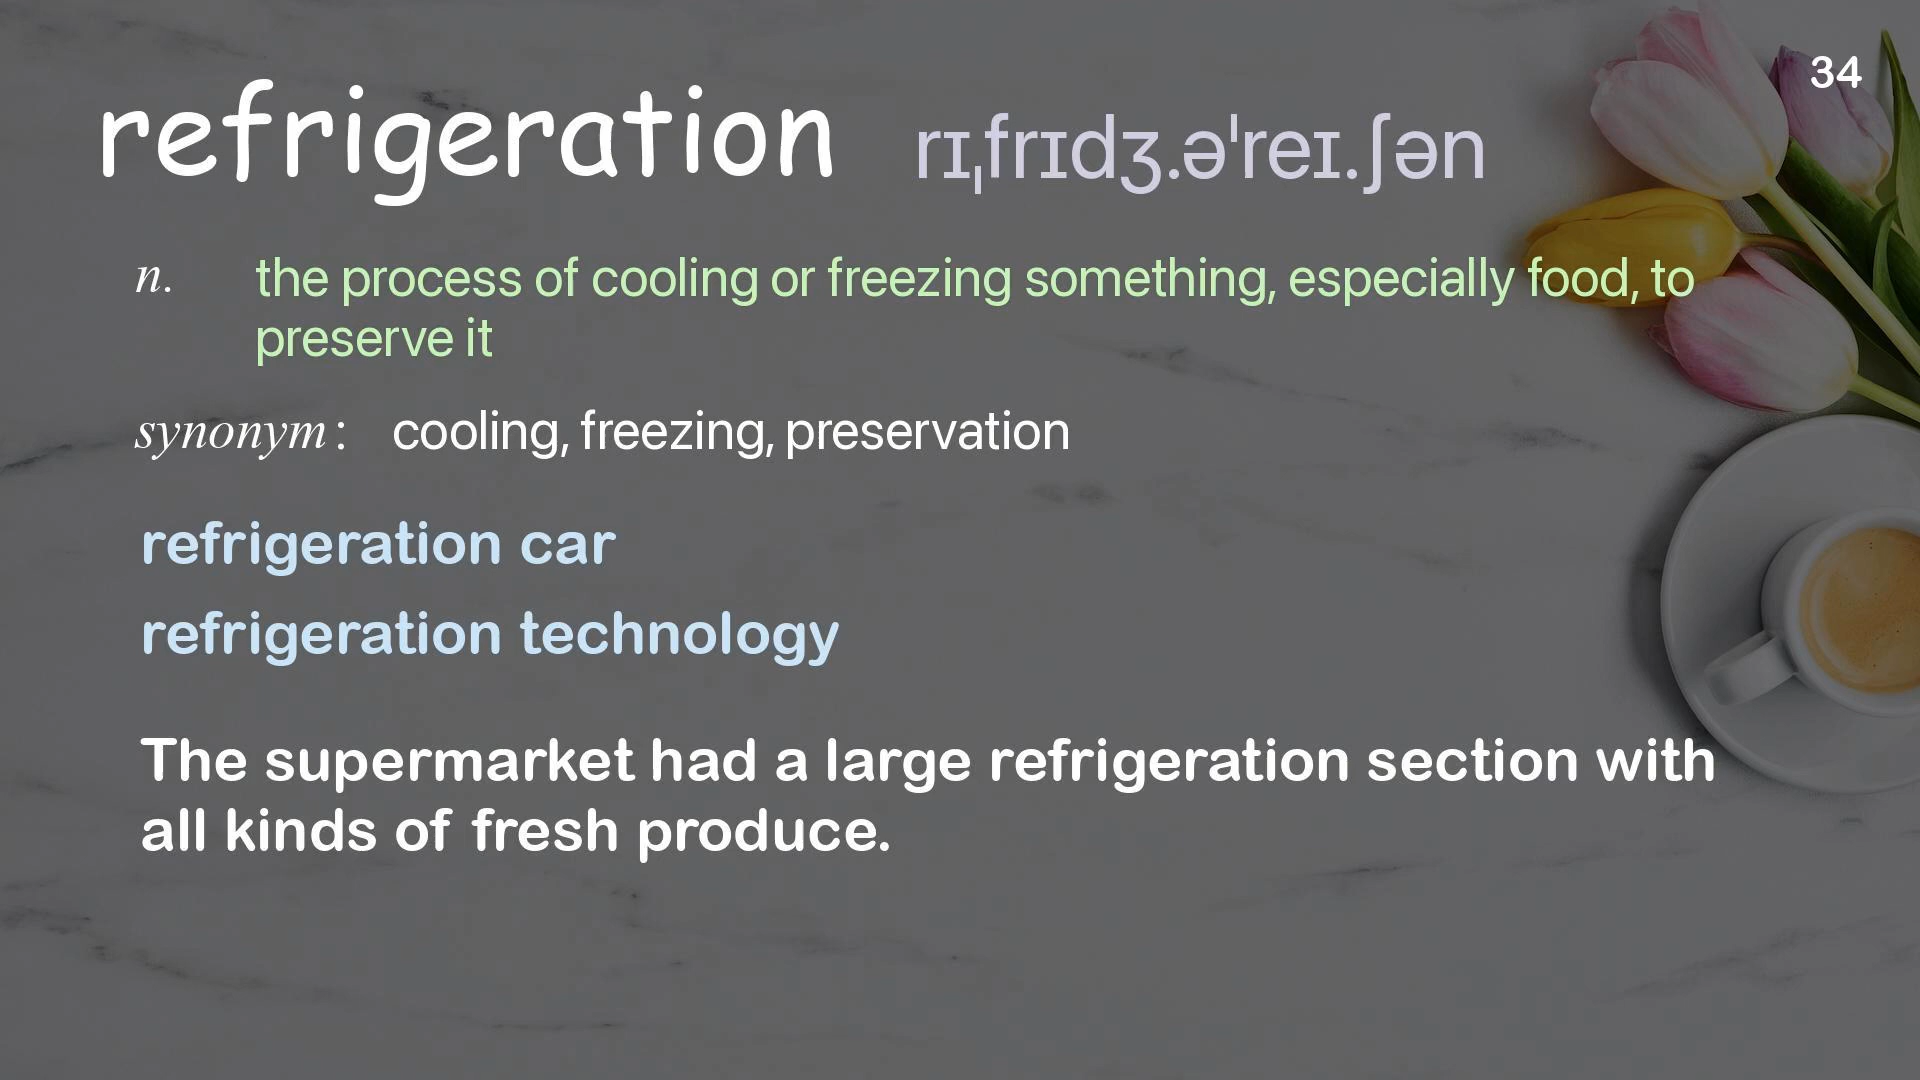 34
refrigeration rɪˌfrɪdʒ.əˈreɪ.ʃən
n. the process of cooling or freezing something, especially food, to
preserve it
synonym: cooling, freezing, preservation
refrigeration car
refrigeration technology
The supermarket had a large refrigeration section with
all kinds of fresh produce.